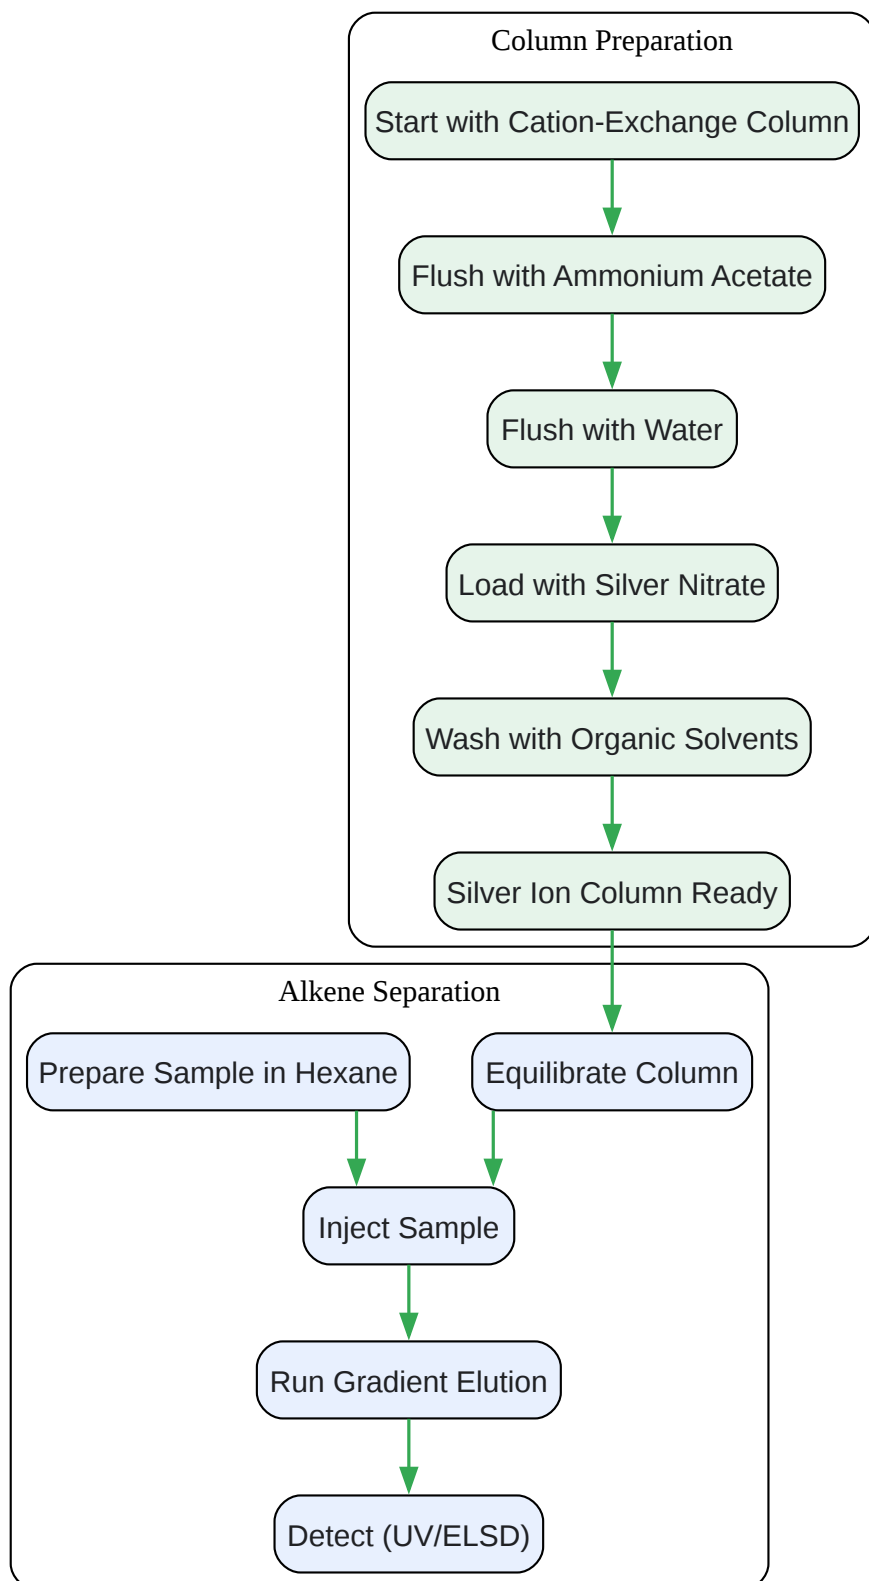 Column Preparation
Start with Cation-Exchange Column
Flush with Ammonium Acetate
Flush with Water
Load with Silver Nitrate
Wash with Organic Solvents
Silver Ion Column Ready
Alkene Separation
Prepare Sample in Hexane
Equilibrate Column
Inject Sample
Run Gradient Elution
Detect (UV/ELSD)